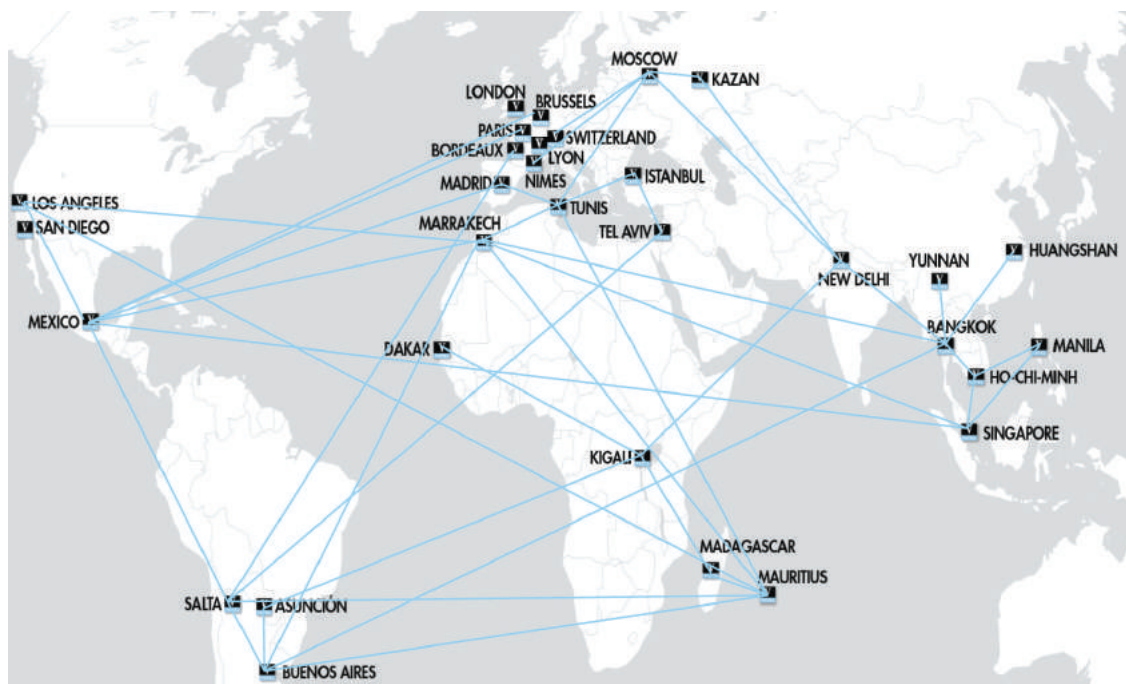 MOSCOW
KAZAN
LONDON
BRUSSELS
PARIS
SWITZERLAND
BORDEAUX
LYON
NIMES
MADRID
ISTANBUL
LOS ANGELES
TUNIS
MARRAKECH
SAN DIEGO
TEL AVIV
HUANGSHAN
YUNNAN
NEW DELHI
MEXICO
BANGKOK
DAKAR
MANILA
HO-CHI-MINH
SINGAPORE
KIGALI
MADAGASCAR
MAURITIUS
SALTA
ASUNCIÓN
BUENOS AIRES